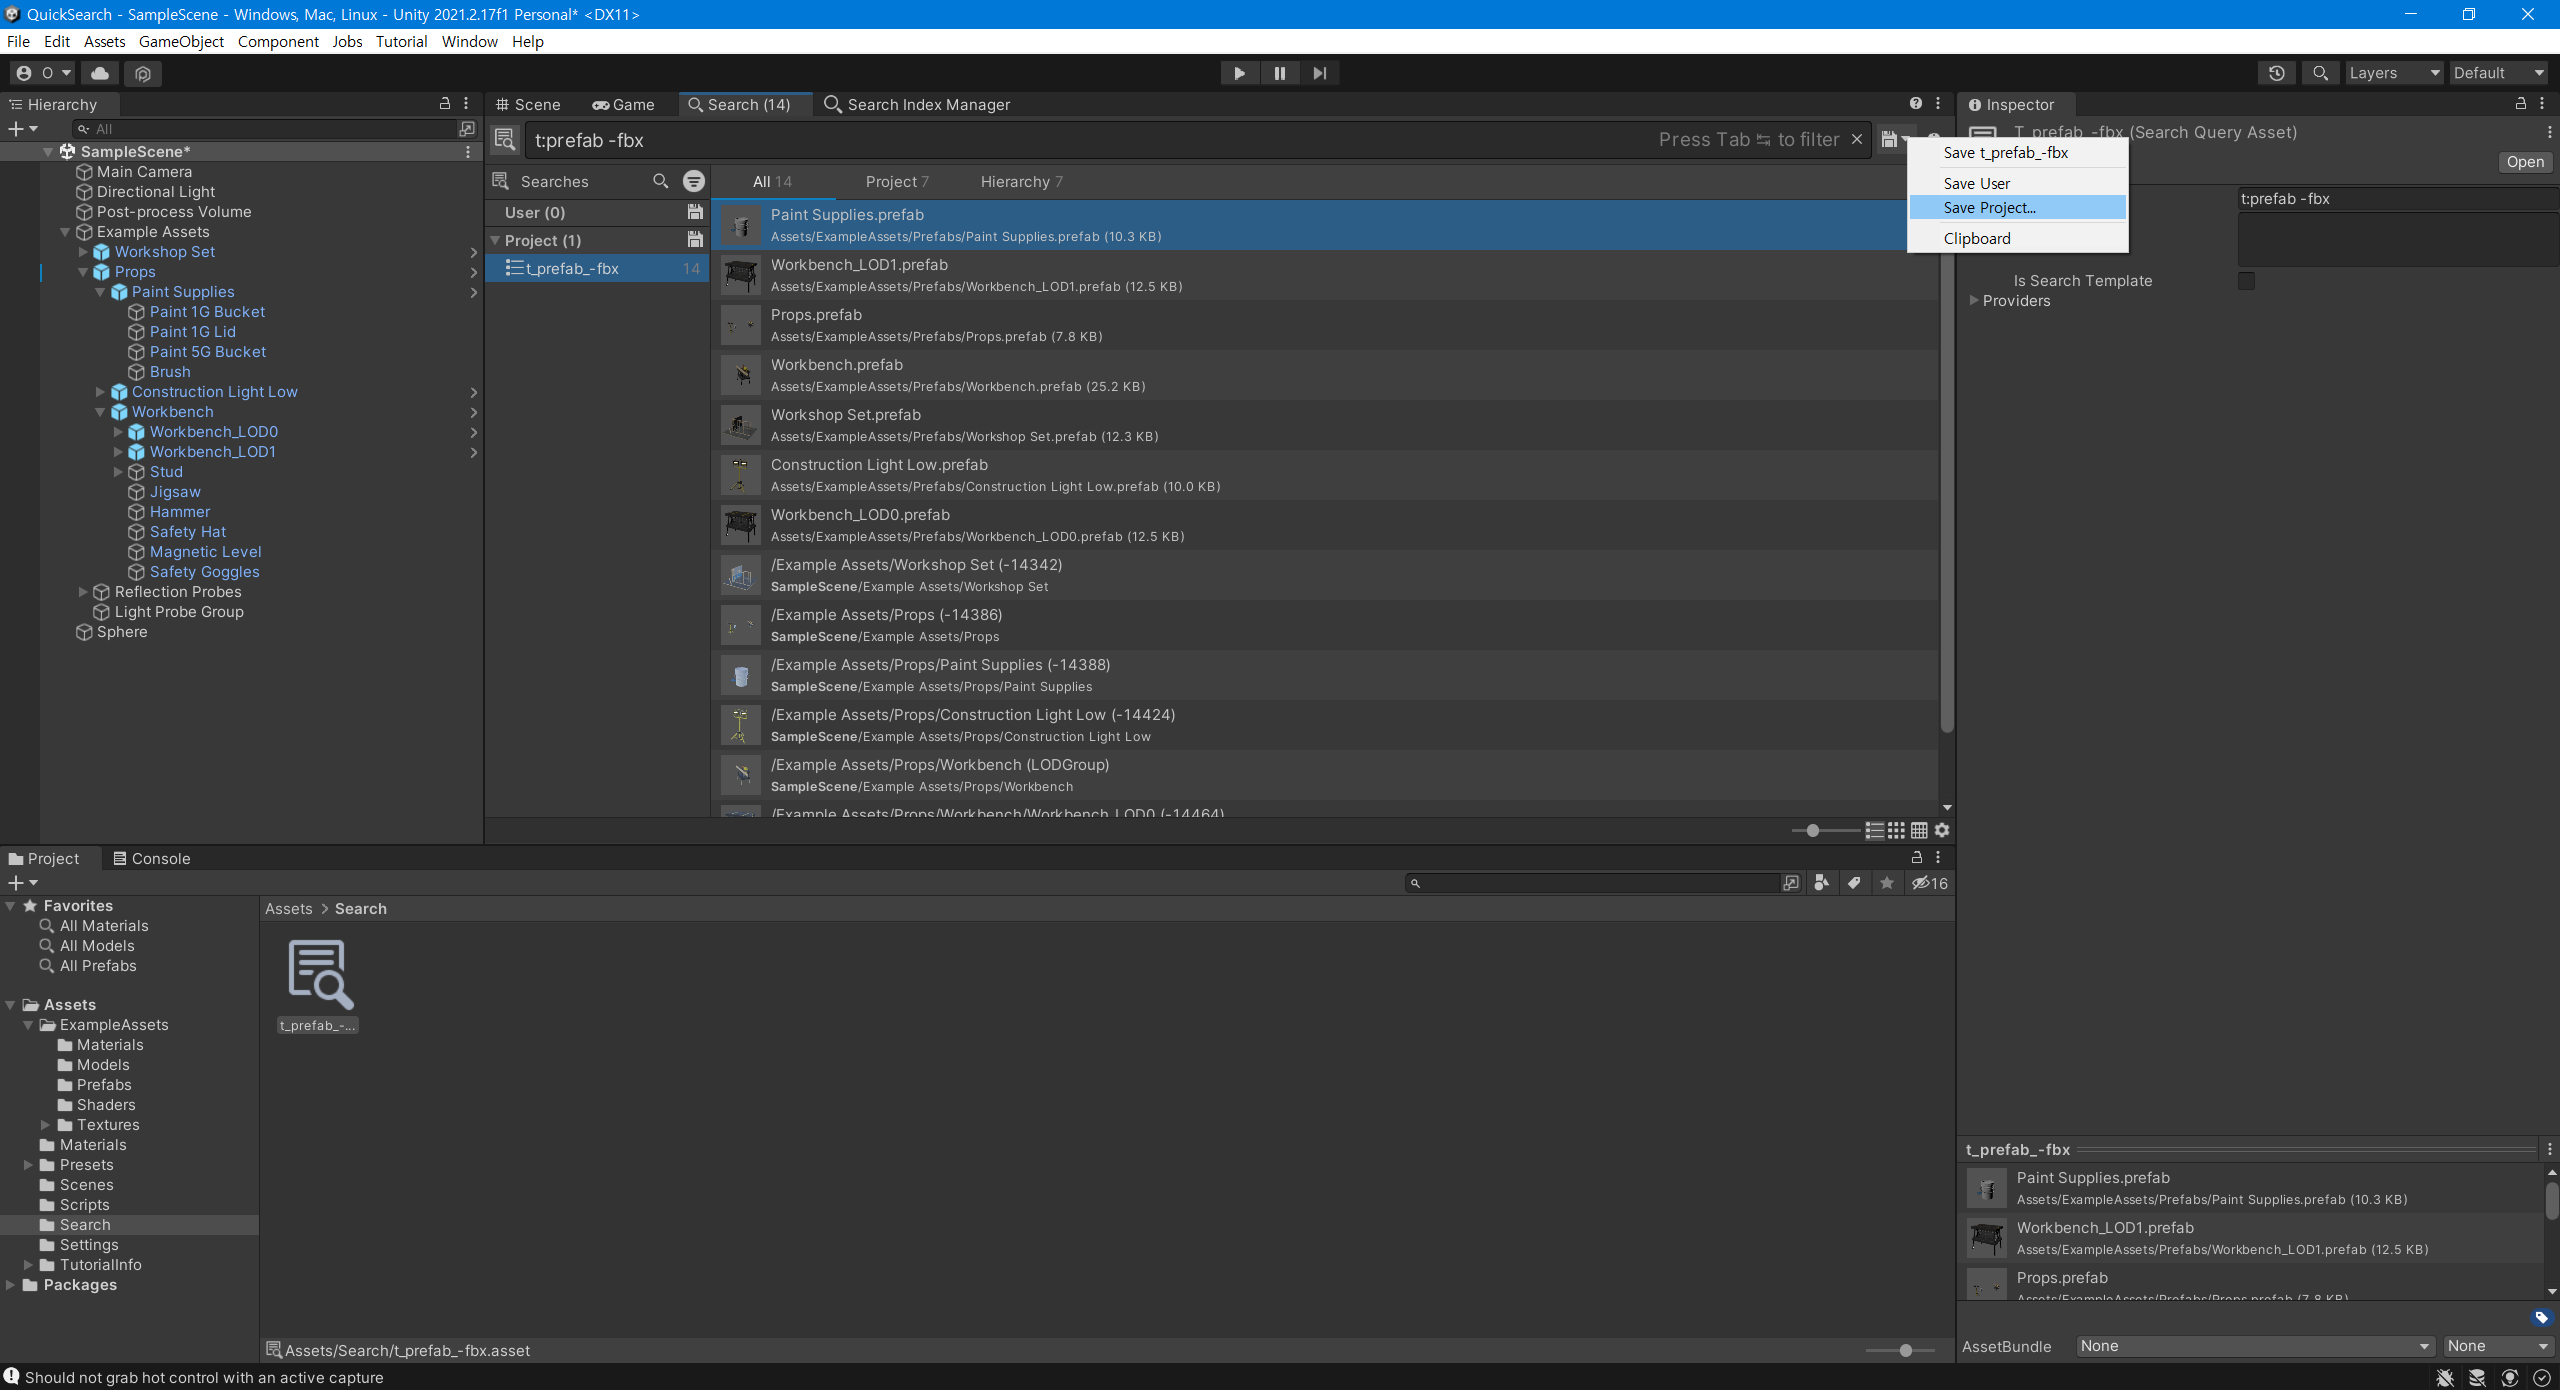 QuickSearch - SampleScene - Windows, Mac, Linux - Unity 2021.2.17f1 Personal* <DX11>
File Edit Assets GameObject Component Jobs Tutorial Window Help
O
Layers
Default
Hierarchy
All
SampleScene*
Main Camera
Directional Light
Post-process Volume
Example Assets
Workshop Set
Props
Paint Supplies
Paint 1G Bucket
Paint 1G Lid
Paint 5G Bucket
Brush
Construction Light Low
Workbench
Workbench_LOD0
Workbench_LOD1
Stud
Jigsaw
Hammer
Safety Hat
Magnetic Level
Safety Goggles
Reflection Probes
Light Probe Group
Sphere
Scene Game Search (14) Search Index Manager
t:prefab -fbx
Press Tab ↹ to filter
Searches
User (0)
Project (1)
t_prefab_-fbx 14
All 14 Project 7 Hierarchy 7
Paint Supplies.prefab
Assets/ExampleAssets/Prefabs/Paint Supplies.prefab (10.3 KB)
Workbench_LOD1.prefab
Assets/ExampleAssets/Prefabs/Workbench_LOD1.prefab (12.5 KB)
Props.prefab
Assets/ExampleAssets/Prefabs/Props.prefab (7.8 KB)
Workbench.prefab
Assets/ExampleAssets/Prefabs/Workbench.prefab (25.2 KB)
Workshop Set.prefab
Assets/ExampleAssets/Prefabs/Workshop Set.prefab (12.3 KB)
Construction Light Low.prefab
Assets/ExampleAssets/Prefabs/Construction Light Low.prefab (10.0 KB)
Workbench_LOD0.prefab
Assets/ExampleAssets/Prefabs/Workbench_LOD0.prefab (12.5 KB)
/Example Assets/Workshop Set (-14342)
SampleScene/Example Assets/Workshop Set
/Example Assets/Props (-14386)
SampleScene/Example Assets/Props
/Example Assets/Props/Paint Supplies (-14388)
SampleScene/Example Assets/Props/Paint Supplies
/Example Assets/Props/Construction Light Low (-14424)
SampleScene/Example Assets/Props/Construction Light Low
/Example Assets/Props/Workbench (LODGroup)
SampleScene/Example Assets/Props/Workbench
/Example Assets/Props/Workbench/Workbench_LOD0 (-14464)
Save t_prefab_-fbx
Save User
Save Project...
Clipboard
Inspector
T_prefab_-fbx (Search Query Asset)
Open
t:prefab -fbx
Is Search Template
Providers
Project Console
16
Favorites
All Materials
All Models
All Prefabs
Assets
ExampleAssets
Materials
Models
Prefabs
Shaders
Textures
Materials
Presets
Scenes
Scripts
Search
Settings
TutorialInfo
Packages
Assets > Search
t_prefab_-...
Assets/Search/t_prefab_-fbx.asset
t_prefab_-fbx
Paint Supplies.prefab
Assets/ExampleAssets/Prefabs/Paint Supplies.prefab (10.3 KB)
Workbench_LOD1.prefab
Assets/ExampleAssets/Prefabs/Workbench_LOD1.prefab (12.5 KB)
Props.prefab
Assets/ExampleAssets/Prefabs/Props.prefab (7.8 KB)
AssetBundle None None
Should not grab hot control with an active capture